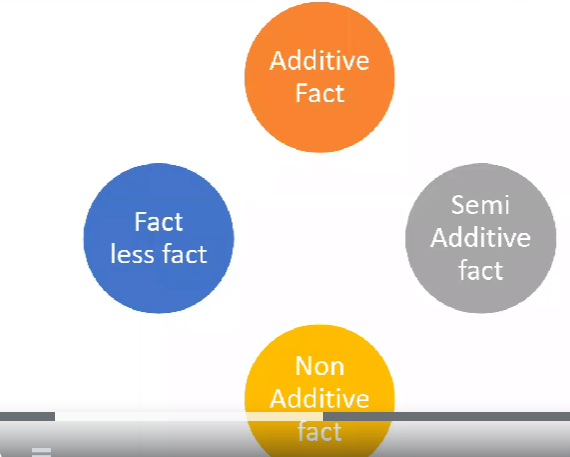 Additive
Fact
Fact
less fact
Semi
Additive
fact
Non
Additive
fact